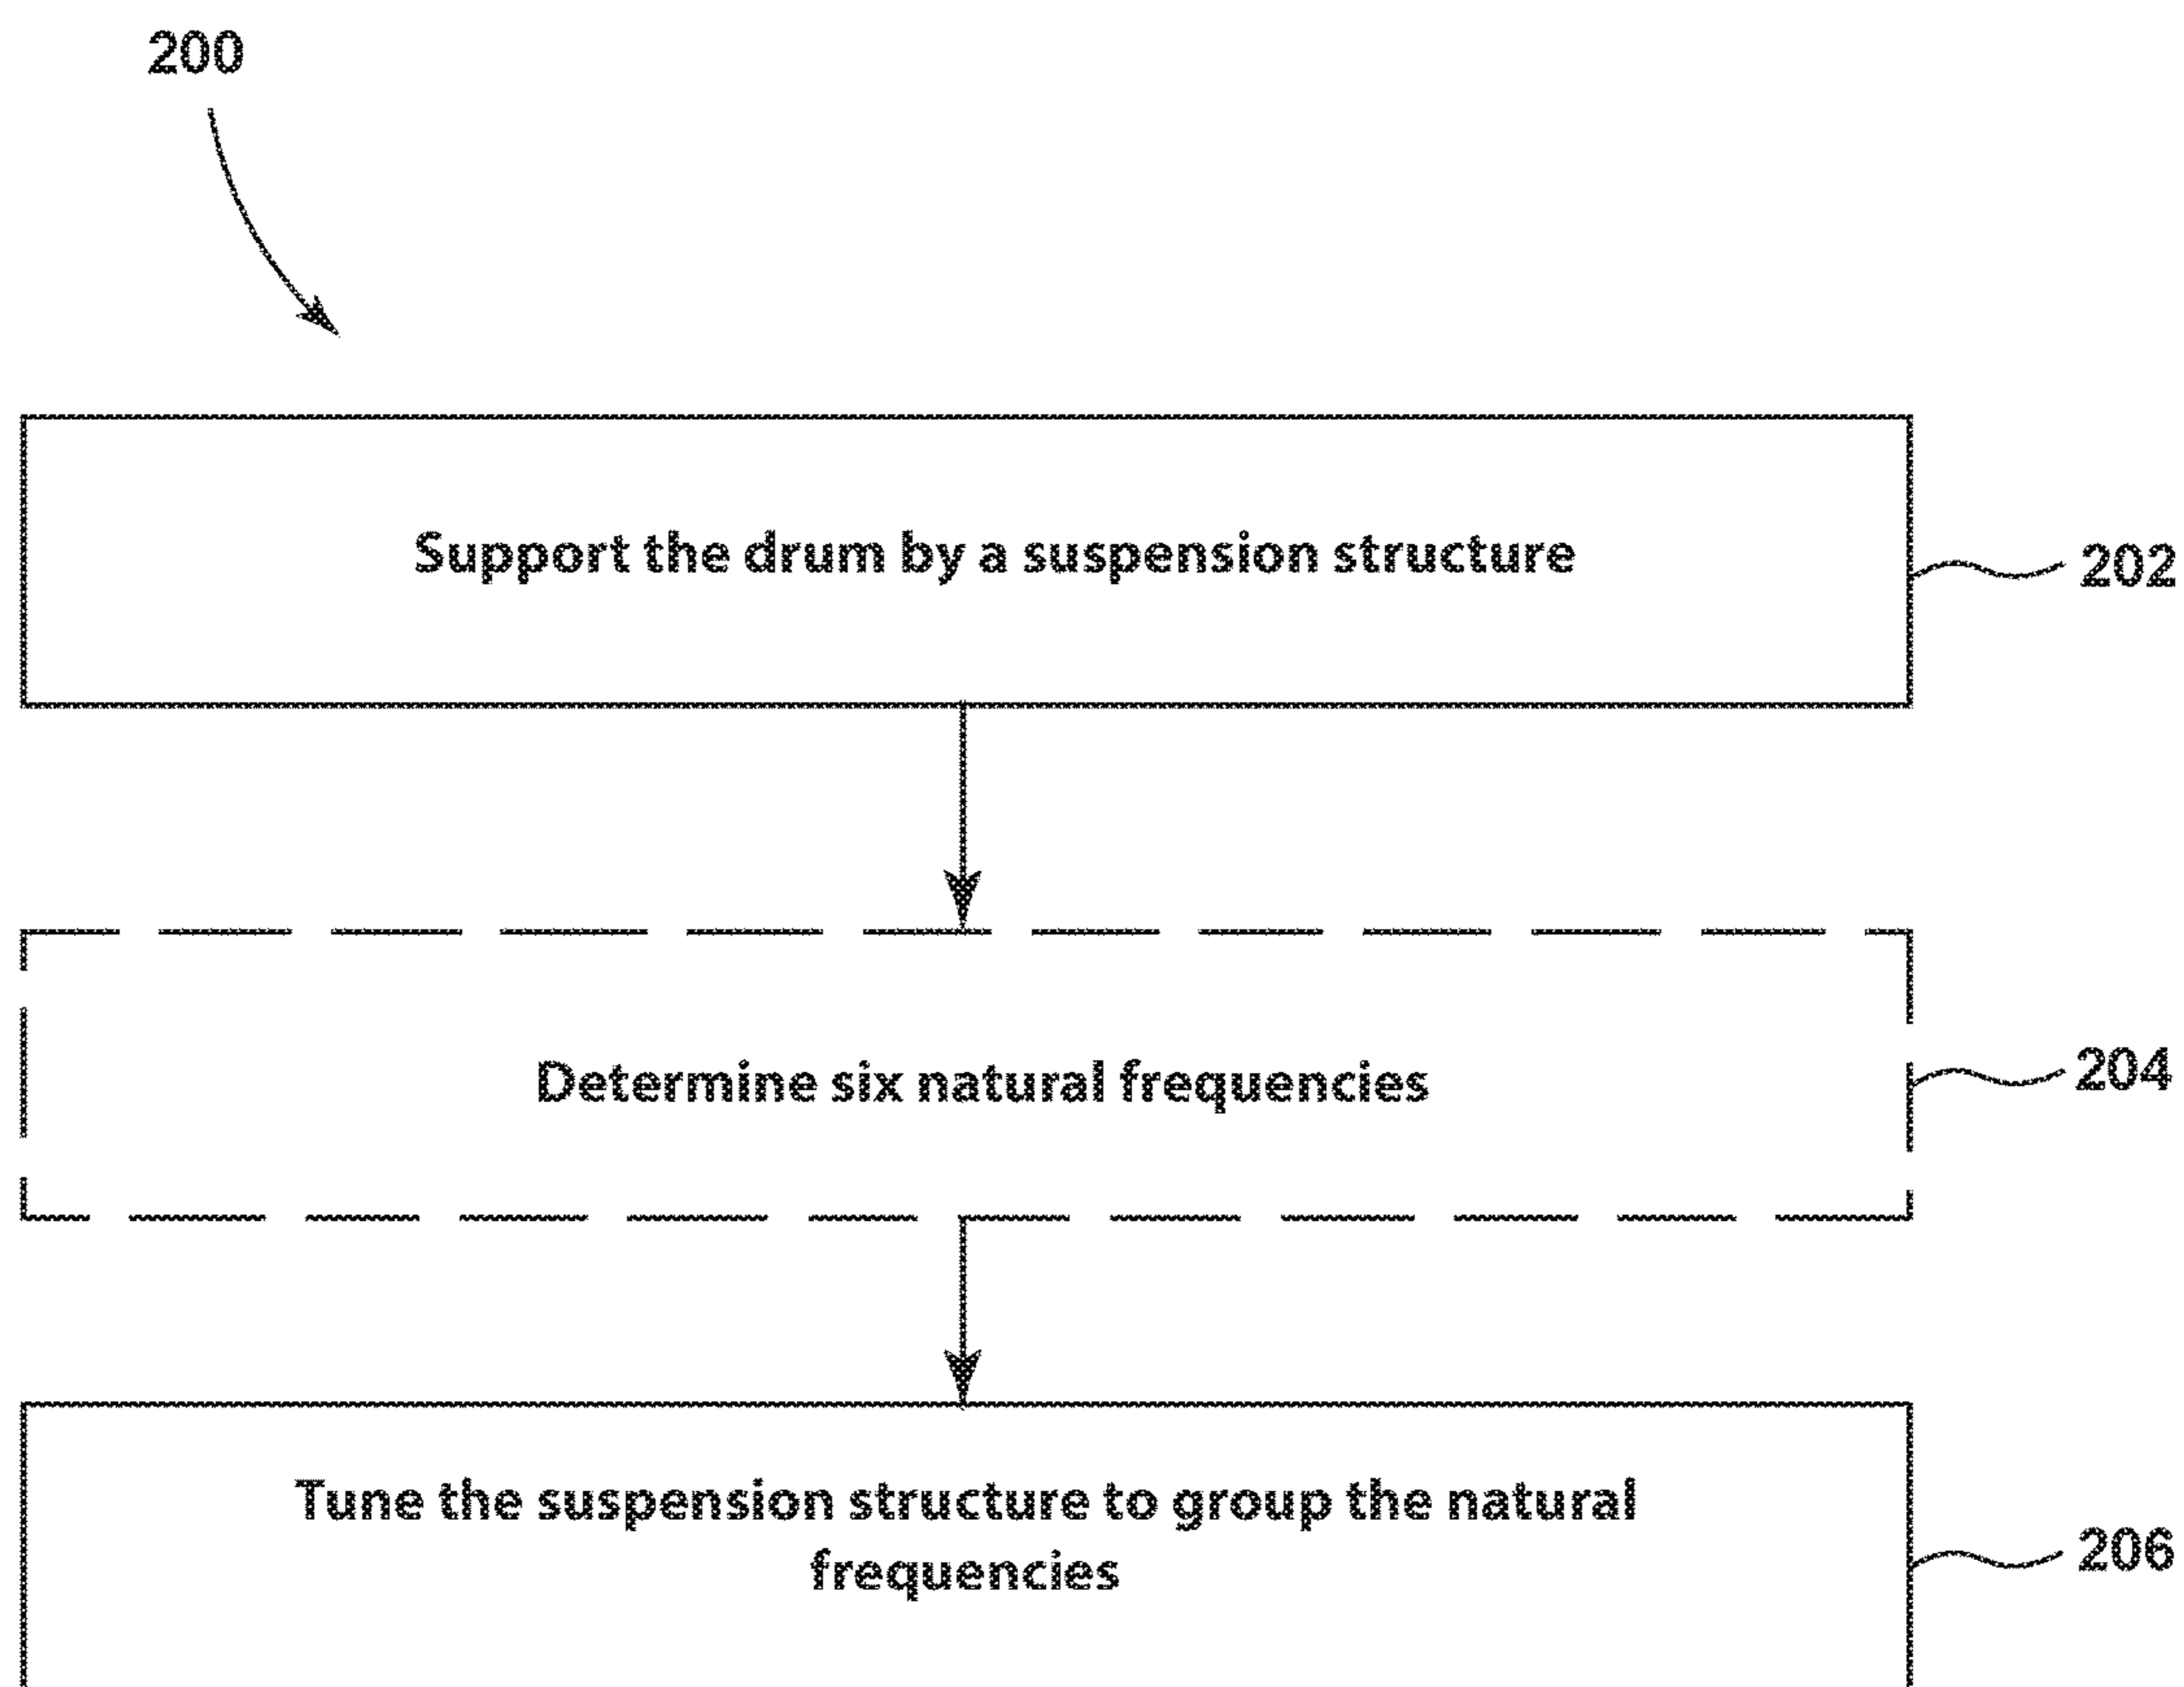 200
Support the drum by a suspension structure
202
Determine six natural frequencies
204
Tune the suspension structure to group the natural
frequencies
206